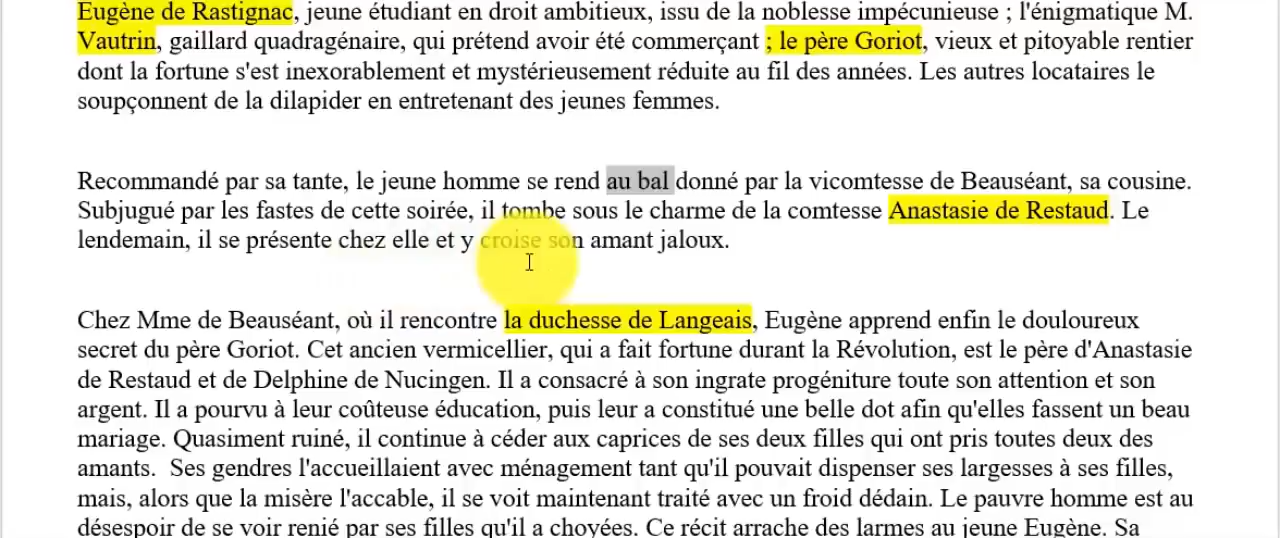 Eugène de Rastignac, jeune étudiant en droit ambitieux, issu de la noblesse impécunieuse ; l'énigmatique M.
Vautrin, gaillard quadragénaire, qui prétend avoir été commerçant ; le père Goriot, vieux et pitoyable rentier
dont la fortune s'est inexorablement et mystérieusement réduite au fil des années. Les autres locataires le
soupçonnent de la dilapider en entretenant des jeunes femmes.
Recommandé par sa tante, le jeune homme se rend au bal donné par la vicomtesse de Beauséant, sa cousine.
Subjugué par les fastes de cette soirée, il tombe sous le charme de la comtesse Anastasie de Restaud. Le
lendemain, il se présente chez elle et y croise son amant jaloux.
Chez Mme de Beauséant, où il rencontre la duchesse de Langeais, Eugène apprend enfin le douloureux
secret du père Goriot. Cet ancien vermicellier, qui a fait fortune durant la Révolution, est le père d'Anastasie
de Restaud et de Delphine de Nucingen. Il a consacré à son ingrate progéniture toute son attention et son
argent. Il a pourvu à leur coûteuse éducation, puis leur a constitué une belle dot afin qu'elles fassent un beau
mariage. Quasiment ruiné, il continue à céder aux caprices de ses deux filles qui ont pris toutes deux des
amants.  Ses gendres l'accueillaient avec ménagement tant qu'il pouvait dispenser ses largesses à ses filles,
mais, alors que la misère l'accable, il se voit maintenant traité avec un froid dédain. Le pauvre homme est au
désespoir de se voir renié par ses filles qu'il a choyées. Ce récit arrache des larmes au jeune Eugène. Sa